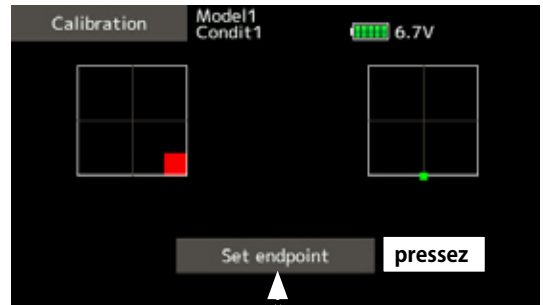 Calibration
Model1
Condit1
6.7V
Set endpoint
pressez